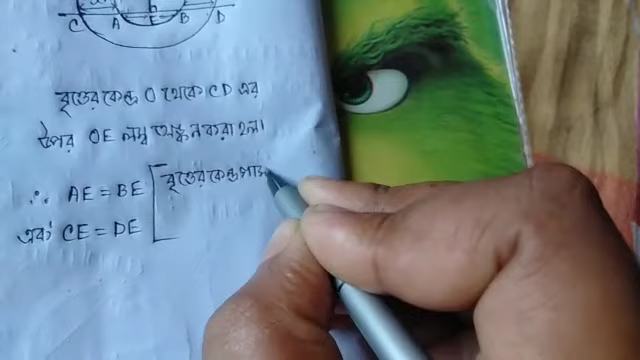 C A E B D
বৃত্তের কেন্দ্র O থেকে CD এর
উপর OE লম্ব অঙ্কন করা হল।
∴ AE = BE [বৃত্তের কেন্দ্র
এবং CE = DE